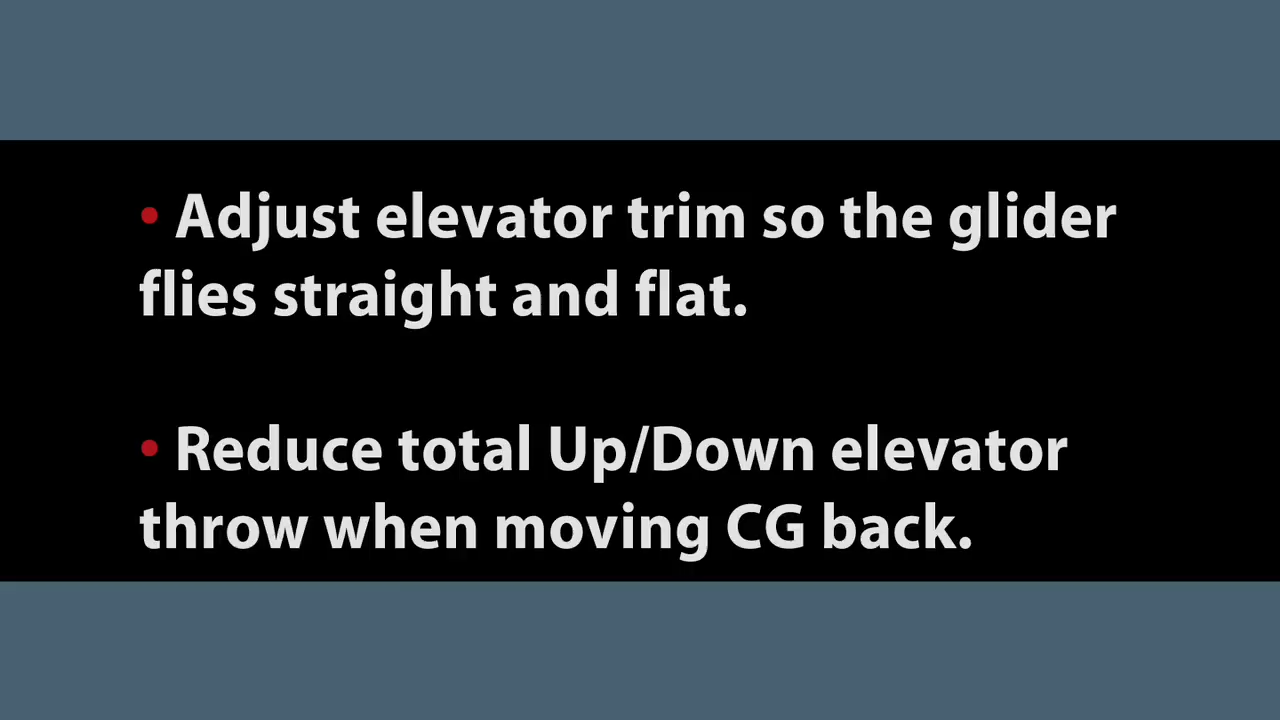 • Adjust elevator trim so the glider
flies straight and flat.
• Reduce total Up/Down elevator
throw when moving CG back.